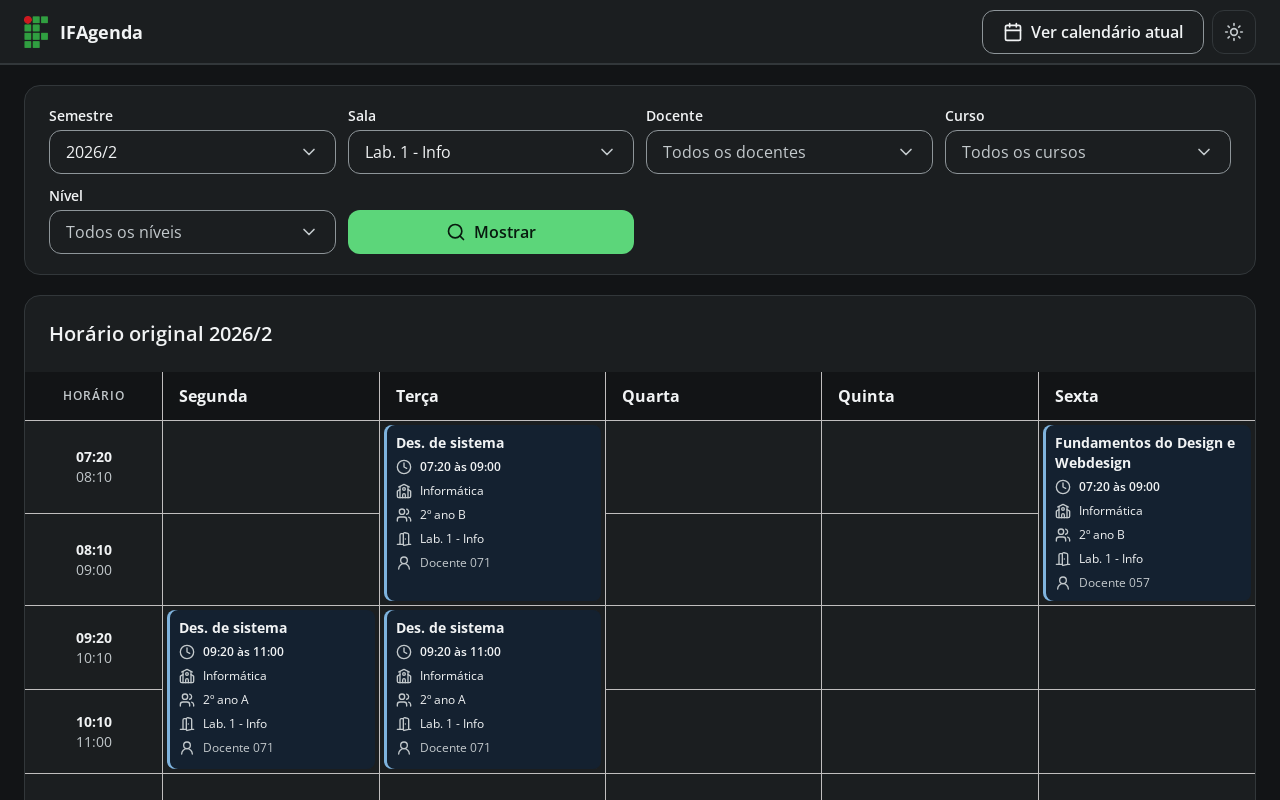 IFAgenda
Ver calendário atual
Semestre
Sala
Docente
Curso
2026/2
Lab. 1 - Info
Todos os docentes
Todos os cursos
Nível
Todos os níveis
Mostrar
Horário original 2026/2
HORÁRIO
Segunda
Terça
Quarta
Quinta
Sexta
07:20
08:10
Des. de sistema
07:20 às 09:00
Informática
2º ano B
Lab. 1 - Info
Docente 071
Fundamentos do Design e
Webdesign
07:20 às 09:00
Informática
2º ano B
Lab. 1 - Info
Docente 057
08:10
09:00
09:20
10:10
Des. de sistema
09:20 às 11:00
Informática
2º ano A
Lab. 1 - Info
Docente 071
Des. de sistema
09:20 às 11:00
Informática
2º ano A
Lab. 1 - Info
Docente 071
10:10
11:00